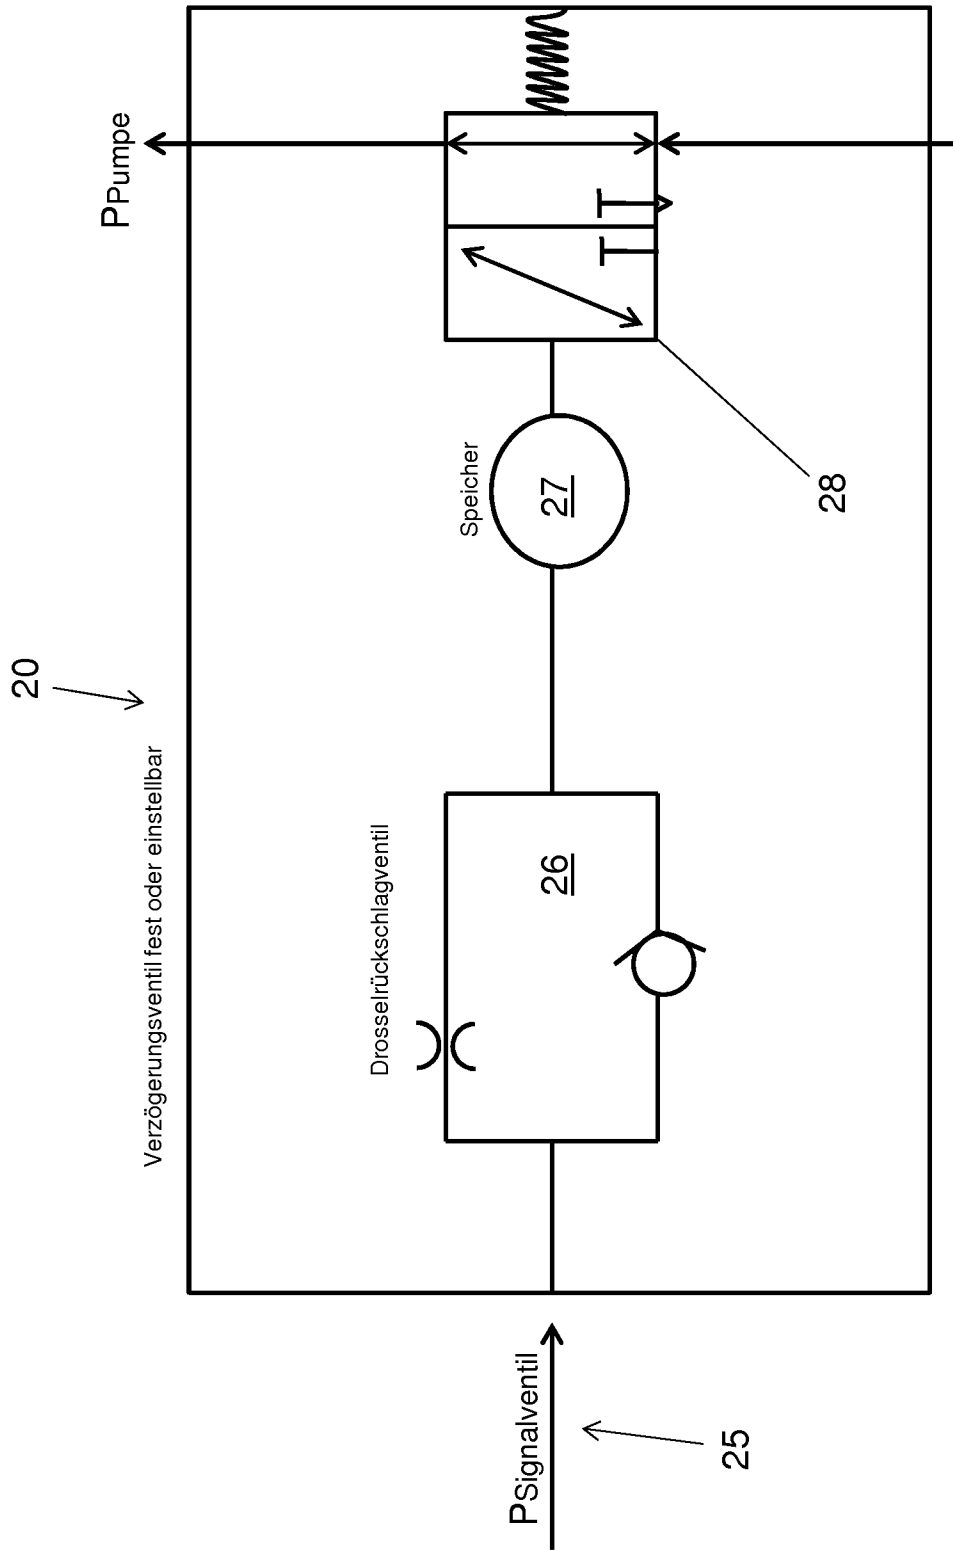 20
Verzögerungsventil fest oder einstellbar
PPumpe
Drosselrückschlagventil
Speicher
26
27
T T
28
PSignalventil
25